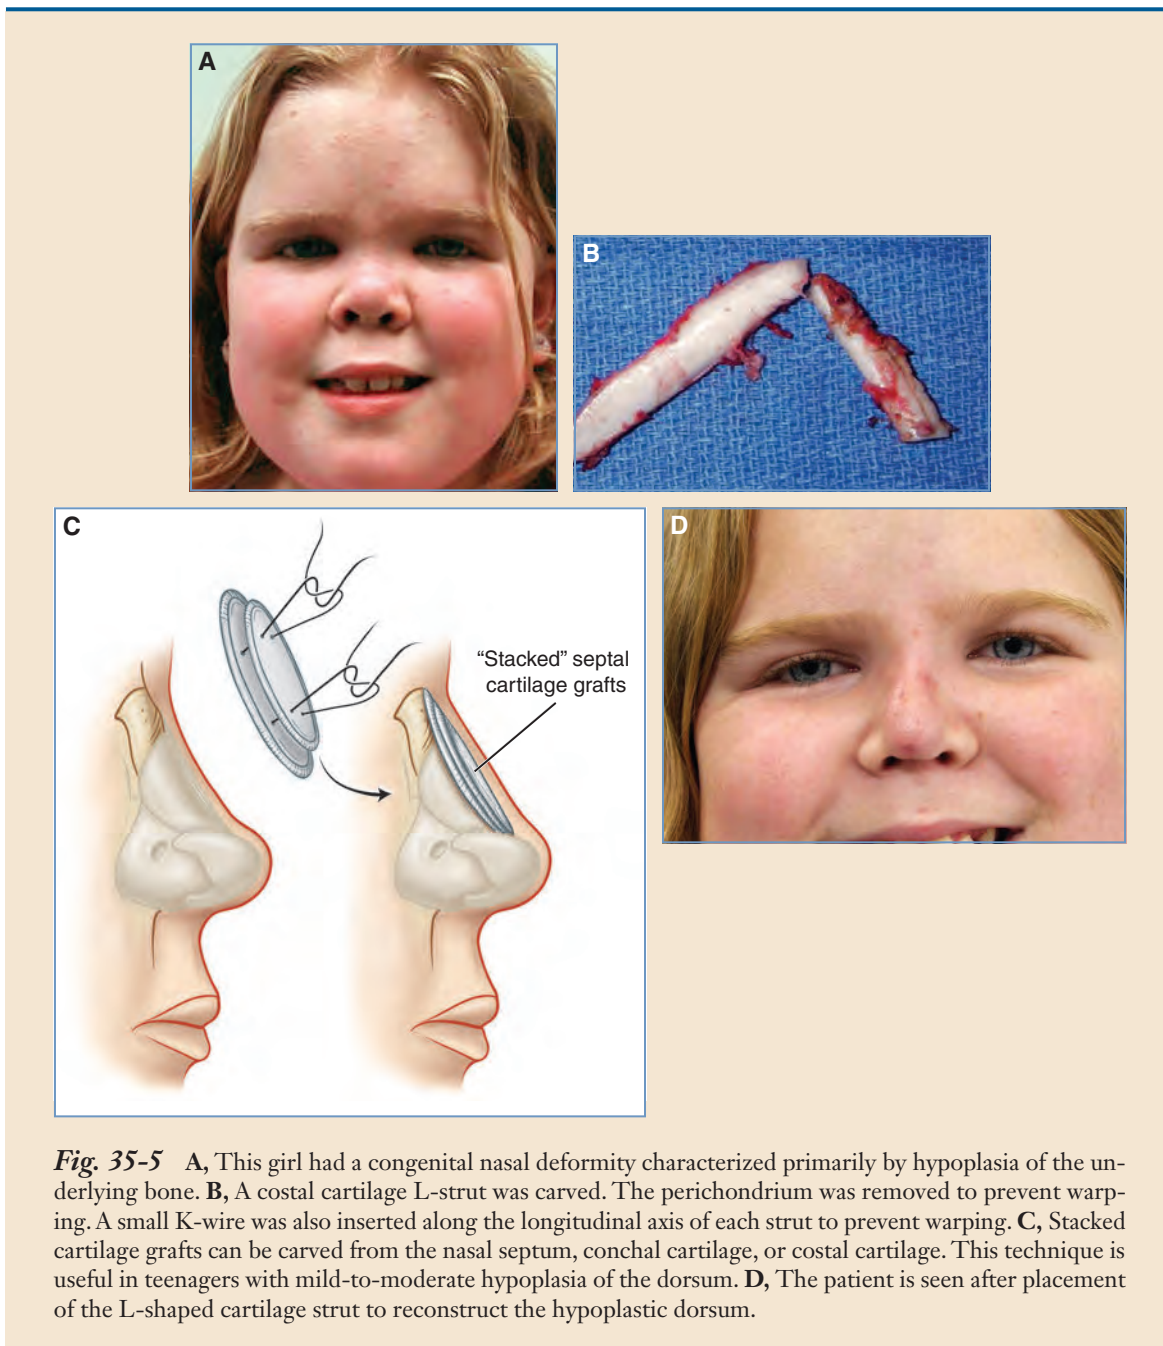 A
B
C
"Stacked" septal
cartilage grafts
D
Fig. 35-5 A, This girl had a congenital nasal deformity characterized primarily by hypoplasia of the un-
derlying bone. B, A costal cartilage L-strut was carved. The perichondrium was removed to prevent warp-
ing. A small K-wire was also inserted along the longitudinal axis of each strut to prevent warping. C, Stacked
cartilage grafts can be carved from the nasal septum, conchal cartilage, or costal cartilage. This technique is
useful in teenagers with mild-to-moderate hypoplasia of the dorsum. D, The patient is seen after placement
of the L-shaped cartilage strut to reconstruct the hypoplastic dorsum.